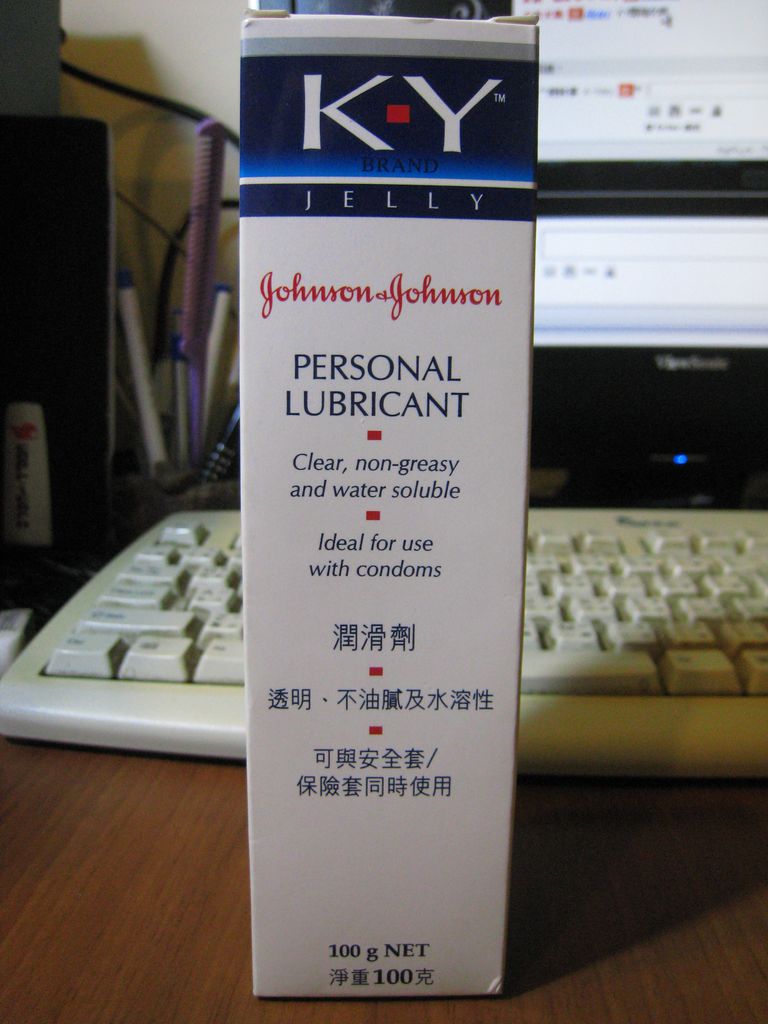 K·Y™
BRAND
JELLY
Johnson & Johnson
PERSONAL
LUBRICANT
Clear, non-greasy
and water soluble
Ideal for use
with condoms
潤滑劑
透明、不油膩及水溶性
可與安全套/
保險套同時使用
100 g NET
淨重100克
ViewSonic